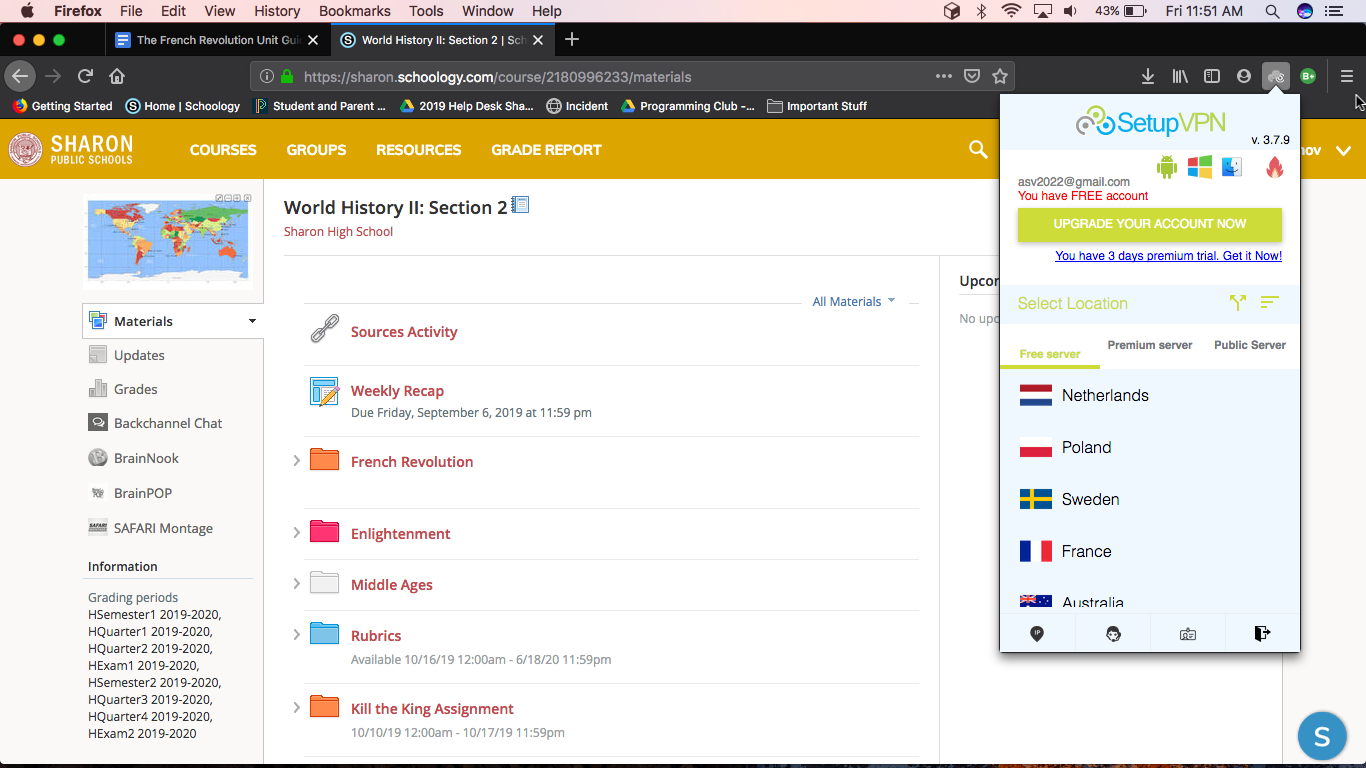 Firefox File Edit View History Bookmarks Tools Window Help 43% Fri 11:51 AM
The French Revolution Unit Gui
World History II: Section 2 | Sch
https://sharon.schoology.com/course/2180996233/materials
Getting Started Home | Schoology Student and Parent ... 2019 Help Desk Sha... Incident Programming Club -... Important Stuff
SHARON
PUBLIC SCHOOLS
COURSES GROUPS RESOURCES GRADE REPORT
nov
World History II: Section 2
Sharon High School
Materials
Updates
Grades
Backchannel Chat
BrainNook
BrainPOP
SAFARI Montage
Information
Grading periods
HSemester1 2019-2020,
HQuarter1 2019-2020,
HQuarter2 2019-2020,
HExam1 2019-2020,
HSemester2 2019-2020,
HQuarter3 2019-2020,
HQuarter4 2019-2020,
HExam2 2019-2020
All Materials
Sources Activity
Weekly Recap
Due Friday, September 6, 2019 at 11:59 pm
French Revolution
Enlightenment
Middle Ages
Rubrics
Available 10/16/19 12:00am - 6/18/20 11:59pm
Kill the King Assignment
10/10/19 12:00am - 10/17/19 11:59pm
Upcor
No upc
SetupVPN
v. 3.7.9
asv2022@gmail.com
You have FREE account
UPGRADE YOUR ACCOUNT NOW
You have 3 days premium trial. Get it Now!
Select Location
Free server Premium server Public Server
Netherlands
Poland
Sweden
France
Australia
IP
S